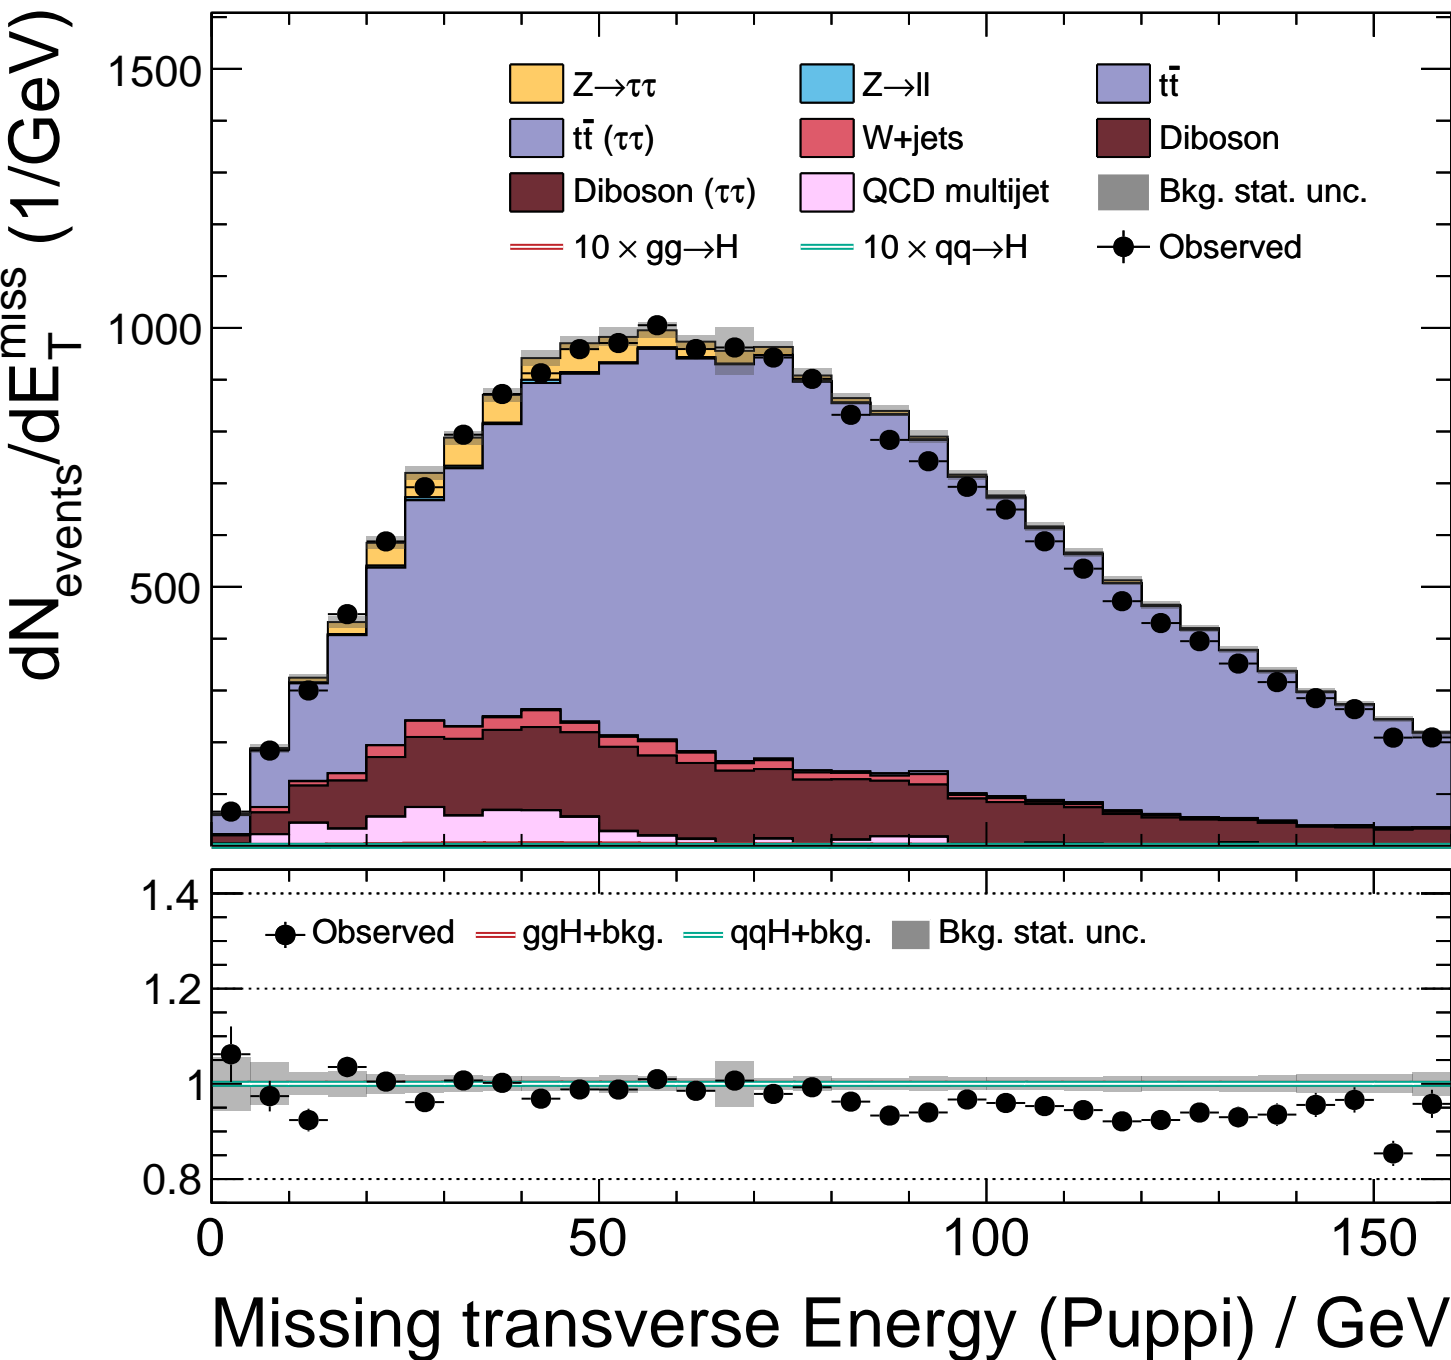 dN_events/dE_T^miss (1/GeV)
1500
1000
500
Z→ττ Z→ll tt̄
tt̄ (ττ) W+jets Diboson
Diboson (ττ) QCD multijet Bkg. stat. unc.
10 × gg→H 10 × qq→H Observed
1.4
1.2
1
0.8
Observed ggH+bkg. qqH+bkg. Bkg. stat. unc.
0 50 100 150
Missing transverse Energy (Puppi) / GeV